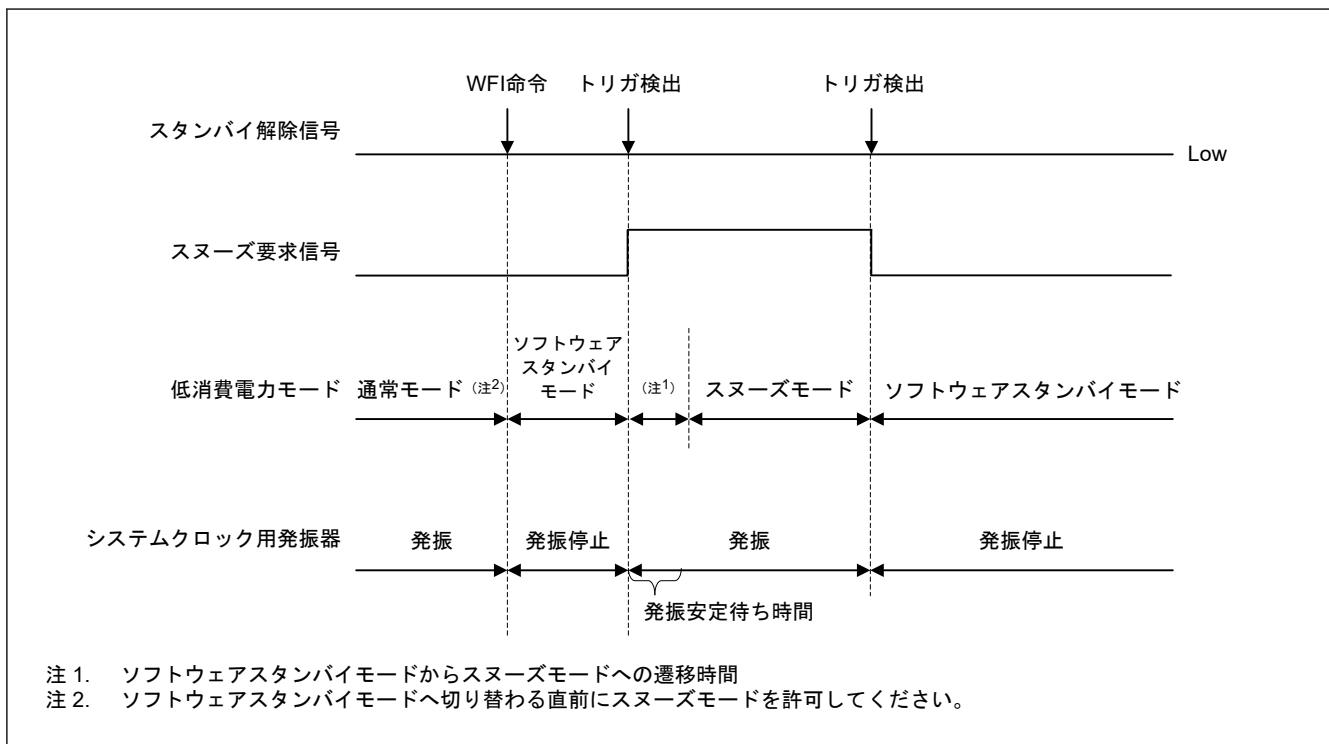 WFI命令 トリガ検出 トリガ検出
スタンバイ解除信号
Low
スヌーズ要求信号
低消費電力モード
通常モード（注2）
ソフトウェア
スタンバイ
モード
（注1）
スヌーズモード
ソフトウェアスタンバイモード
システムクロック用発振器
発振 発振停止 発振 発振停止
発振安定待ち時間
注 1. ソフトウェアスタンバイモードからスヌーズモードへの遷移時間
注 2. ソフトウェアスタンバイモードへ切り替わる直前にスヌーズモードを許可してください。